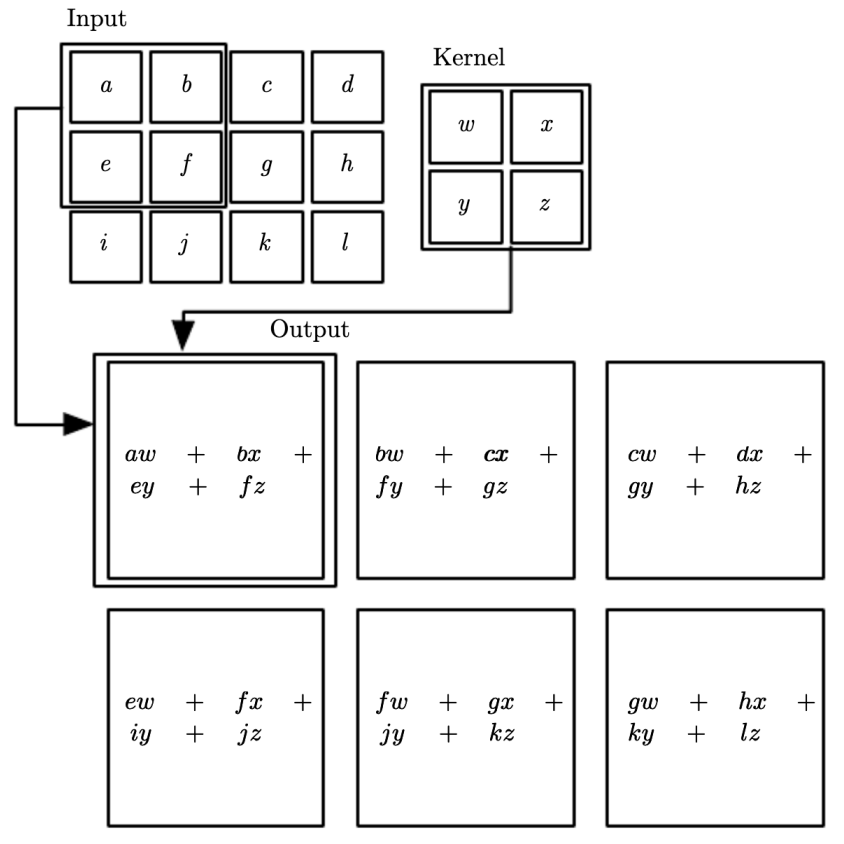 Input
a b c d
e f g h
i j k l
Kernel
w x
y z
Output
aw + bx +
ey + fz
bw + cx +
fy + gz
cw + dx +
gy + hz
ew + fx +
iy + jz
fw + gx +
jy + kz
gw + hx +
ky + lz